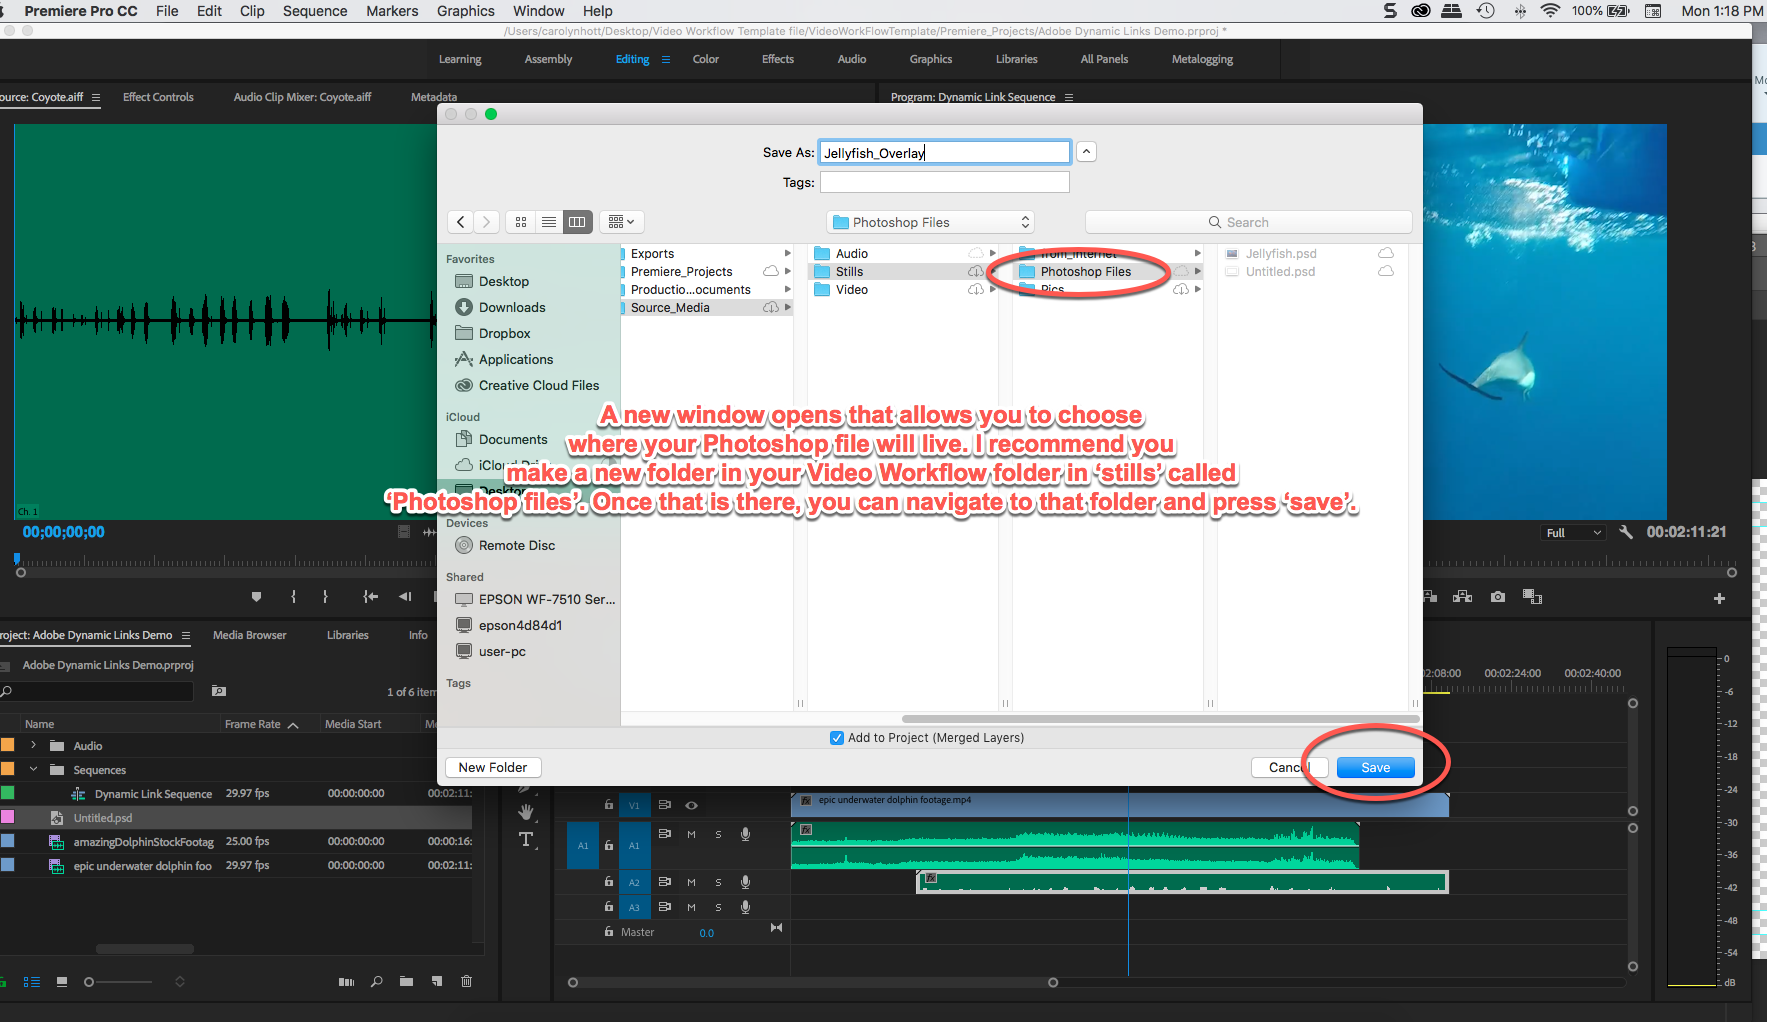 Premiere Pro CC File Edit Clip Sequence Markers Graphics Window Help 100% Mon 1:18 PM
/Users/carolynhott/Desktop/Video Workflow Template file/VideoWorkFlowTemplate/Premiere_Projects/Adobe Dynamic Links Demo.prproj *
Learning Assembly Editing Color Effects Audio Graphics Libraries All Panels Metalogging
ource: Coyote.aiff Effect Controls Audio Clip Mixer: Coyote.aiff Metadata Program: Dynamic Link Sequence
Save As: Jellyfish_Overlay
Tags:
Photoshop Files Search
Favorites
Desktop
Downloads
Dropbox
Applications
Creative Cloud Files
iCloud
Documents
iCloud Dri
Desktop
Devices
Remote Disc
Shared
EPSON WF-7510 Ser...
epson4d84d1
user-pc
Tags
Exports
Premiere_Projects
Productio...ocuments
Source_Media
Audio
Stills
Video
from_internet
Photoshop Files
Pics
Jellyfish.psd
Untitled.psd
A new window opens that allows you to choose
where your Photoshop file will live. I recommend you
make a new folder in your Video Workflow folder in ‘stills’ called
‘Photoshop files’. Once that is there, you can navigate to that folder and press ‘save’.
Add to Project (Merged Layers)
New Folder Cancel Save
Ch. 1
00;00;00;00
Full 00:02:11:21
roject: Adobe Dynamic Links Demo Media Browser Libraries Info
Adobe Dynamic Links Demo.prproj
1 of 6 item
Name Frame Rate Media Start Me
Audio
Sequences
Dynamic Link Sequence 29.97 fps 00:00:00:00 00:02:11:
Untitled.psd
amazingDolphinStockFootag 25.00 fps 00:00:00:00 00:00:16:
epic underwater dolphin foo 29.97 fps 00:00:00:00 00:02:11:
02:08:00 00:02:24:00 00:02:40:00
V1 fx epic underwater dolphin footage.mp4
A1 A1 M S fx
A2 M S fx
A3 M S
Master 0.0
T
0
-6
-12
-18
-24
-30
-36
-42
-48
-54
dB